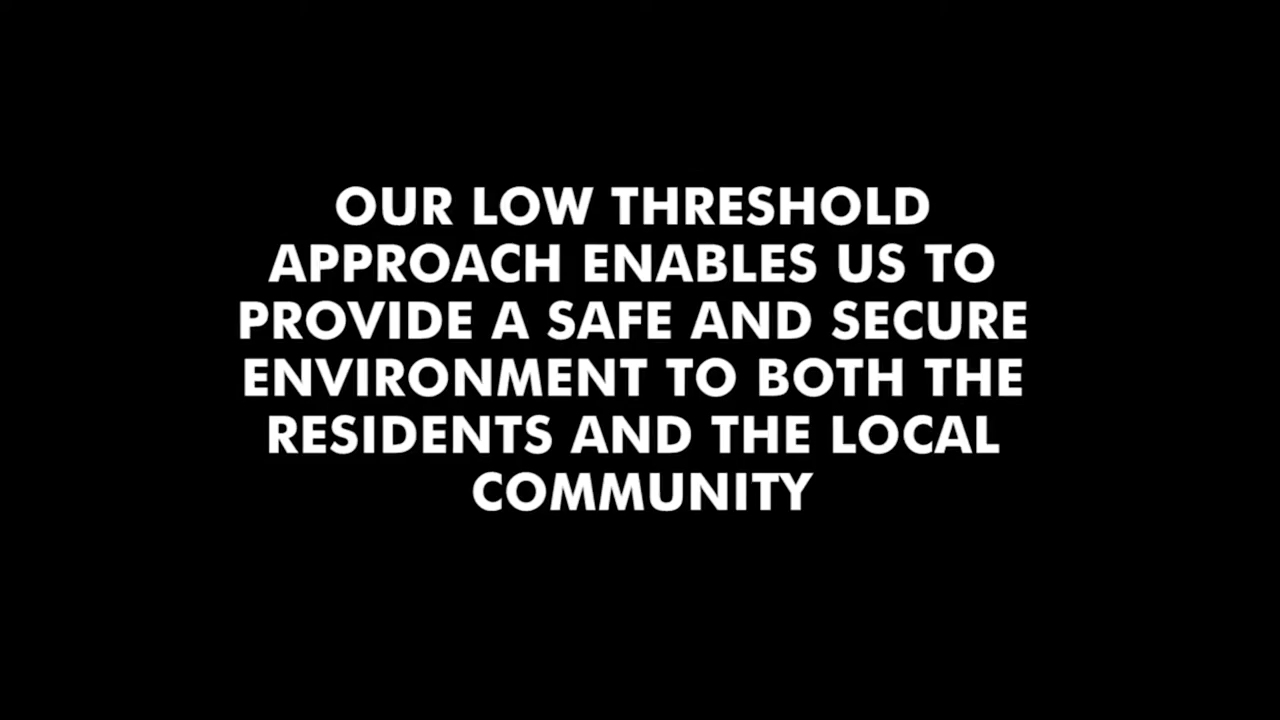 OUR LOW THRESHOLD
APPROACH ENABLES US TO
PROVIDE A SAFE AND SECURE
ENVIRONMENT TO BOTH THE
RESIDENTS AND THE LOCAL
COMMUNITY